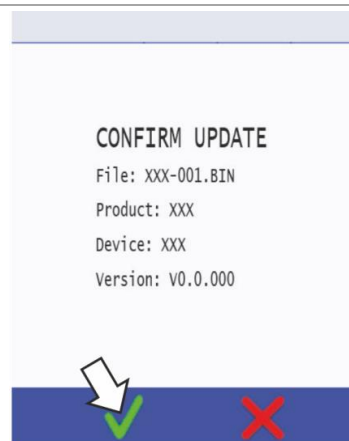 CONFIRM UPDATE
File: XXX-001.BIN
Product: XXX
Device: XXX
Version: V0.0.000